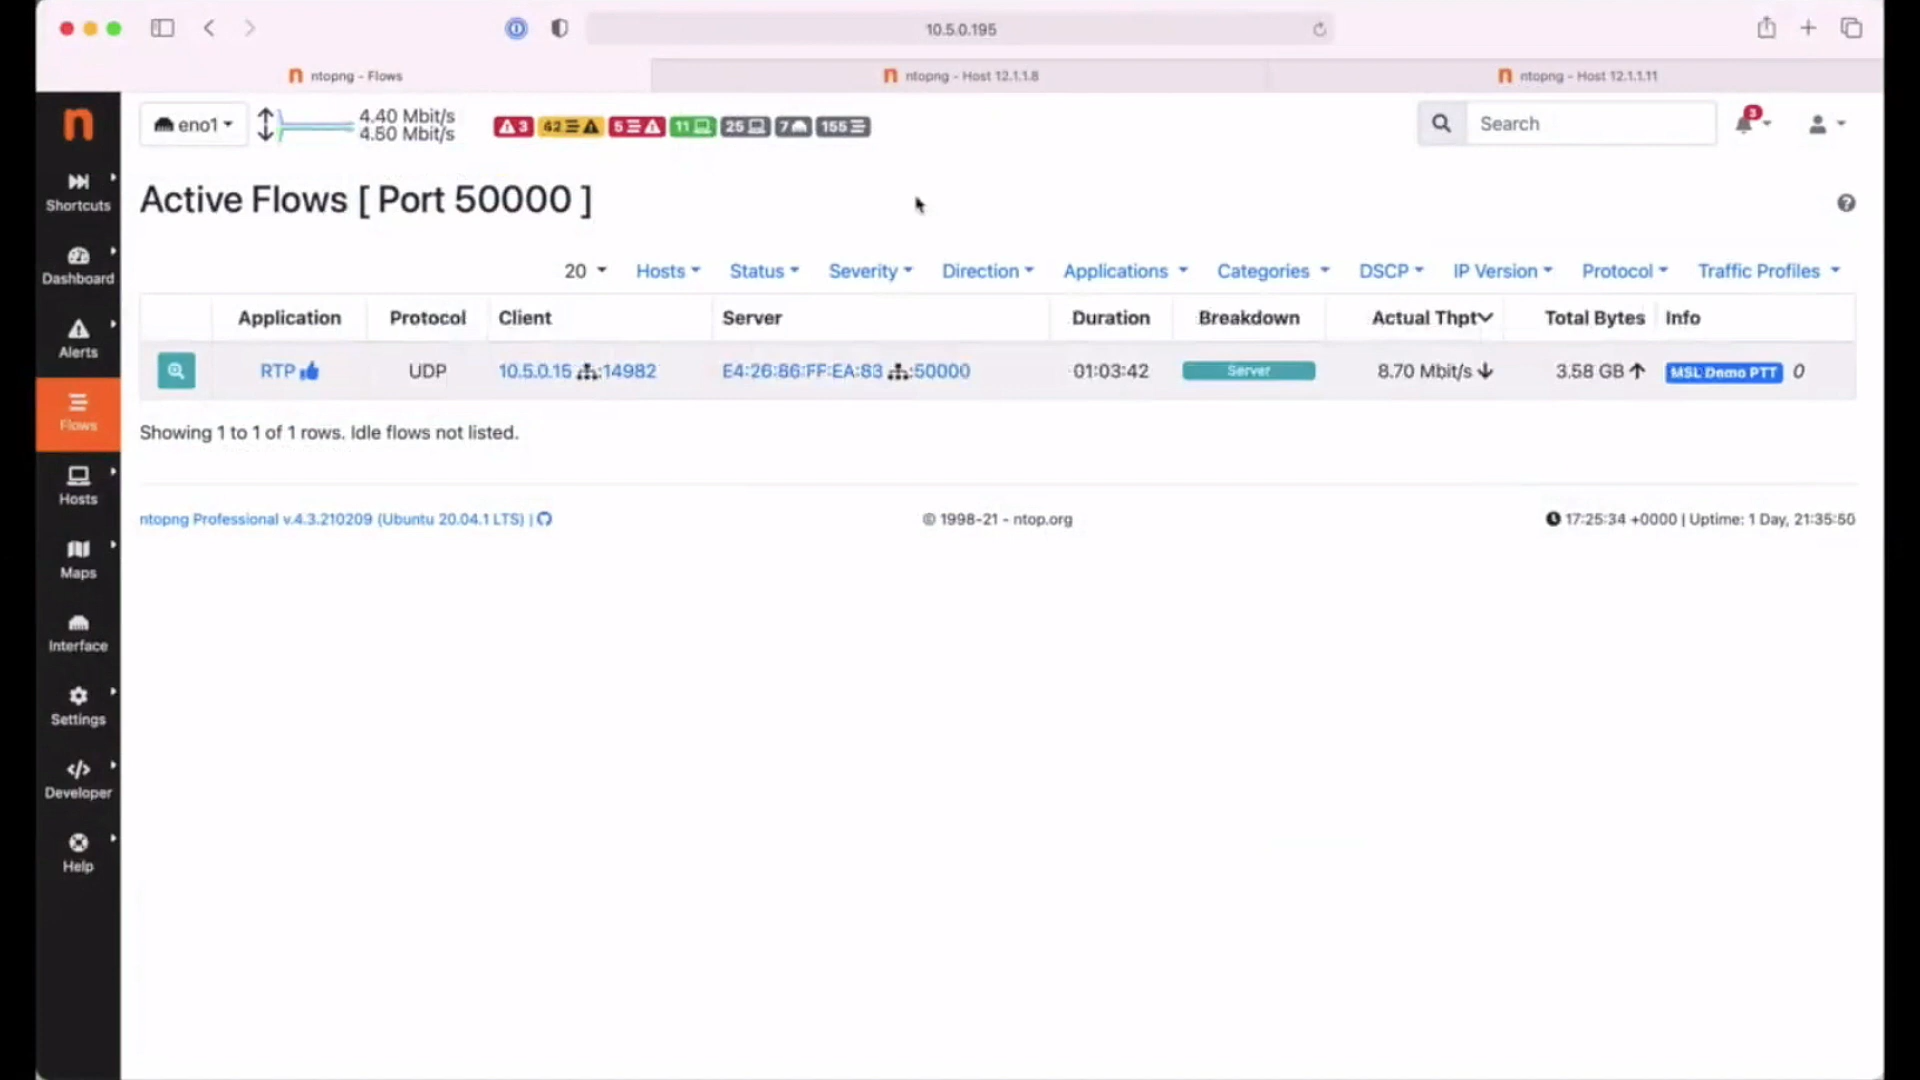 10.5.0.195
ntopng - Flows
ntopng - Host 12.1.1.8
ntopng - Host 12.1.1.11
eno1
4.40 Mbit/s
4.50 Mbit/s
3
62
5
11
25
7
155
Search
3
Shortcuts
Dashboard
Alerts
Flows
Hosts
Maps
Interface
Settings
Developer
Help
Active Flows [ Port 50000 ]
20 Hosts Status Severity Direction Applications Categories DSCP IP Version Protocol Traffic Profiles
Application Protocol Client Server Duration Breakdown Actual Thpt Total Bytes Info
RTP UDP 10.5.0.15 :14982 E4:26:86:FF:EA:83 :50000 01:03:42 Server 8.70 Mbit/s 3.58 GB MSL Demo PTT 0
Showing 1 to 1 of 1 rows. Idle flows not listed.
ntopng Professional v.4.3.210209 (Ubuntu 20.04.1 LTS) |
© 1998-21 - ntop.org
17:25:34 +0000 | Uptime: 1 Day, 21:35:50